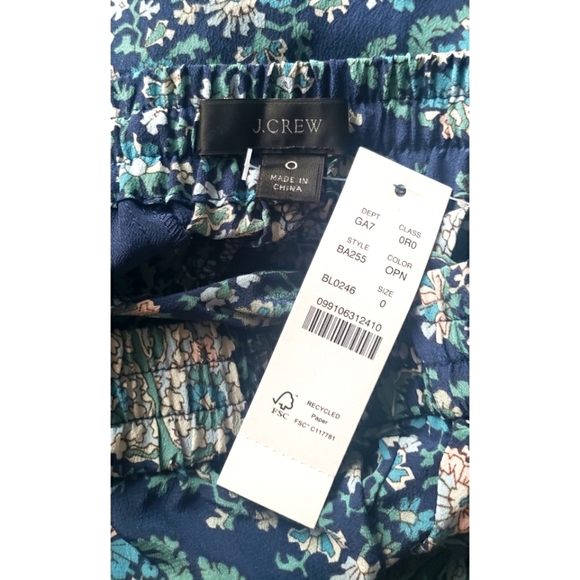 J.CREW
0
MADE IN
CHINA
DEPT CLASS
GA7 0R0
STYLE COLOR
BA255 OPN
BL0246 SIZE
0
099106312410
FSC
RECYCLED
Paper
FSC™ C117781